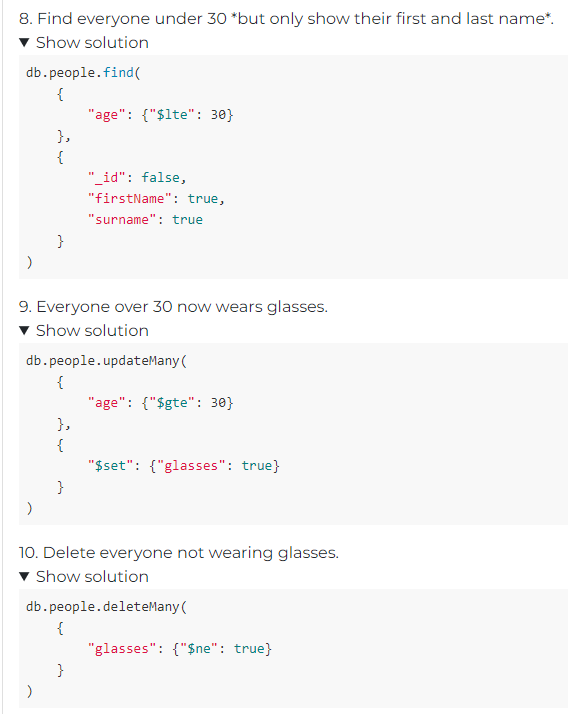 8. Find everyone under 30 *but only show their first and last name*.
▼ Show solution
db.people.find(
    {
        "age": {"$lte": 30}
    },
    {
        "_id": false,
        "firstName": true,
        "surname": true
    }
)
9. Everyone over 30 now wears glasses.
▼ Show solution
db.people.updateMany(
    {
        "age": {"$gte": 30}
    },
    {
        "$set": {"glasses": true}
    }
)
10. Delete everyone not wearing glasses.
▼ Show solution
db.people.deleteMany(
    {
        "glasses": {"$ne": true}
    }
)